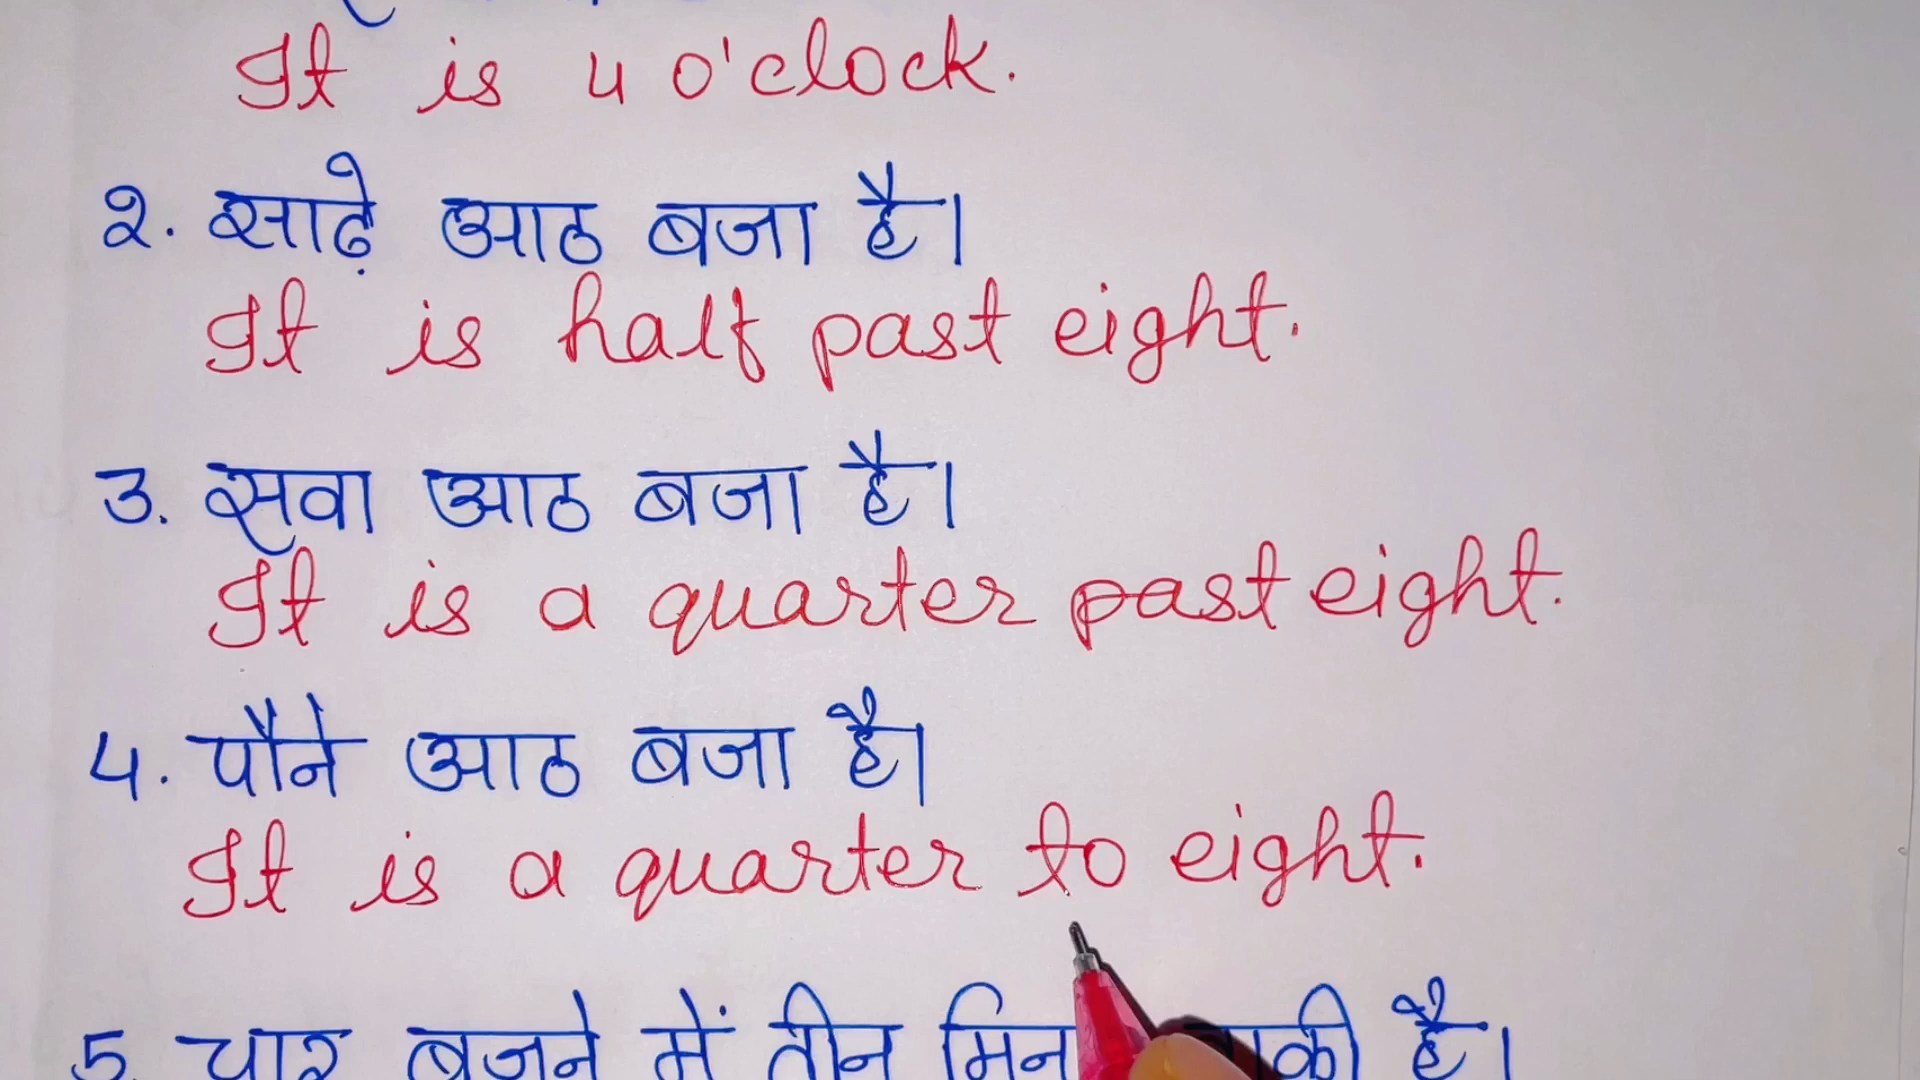 It is 4 o'clock.
2. साढ़े आठ बजा है।
It is half past eight.
3. सवा आठ बजा है।
It is a quarter past eight.
4. पौने आठ बजा है।
It is a quarter to eight.
5. चार बजने में तीन है।